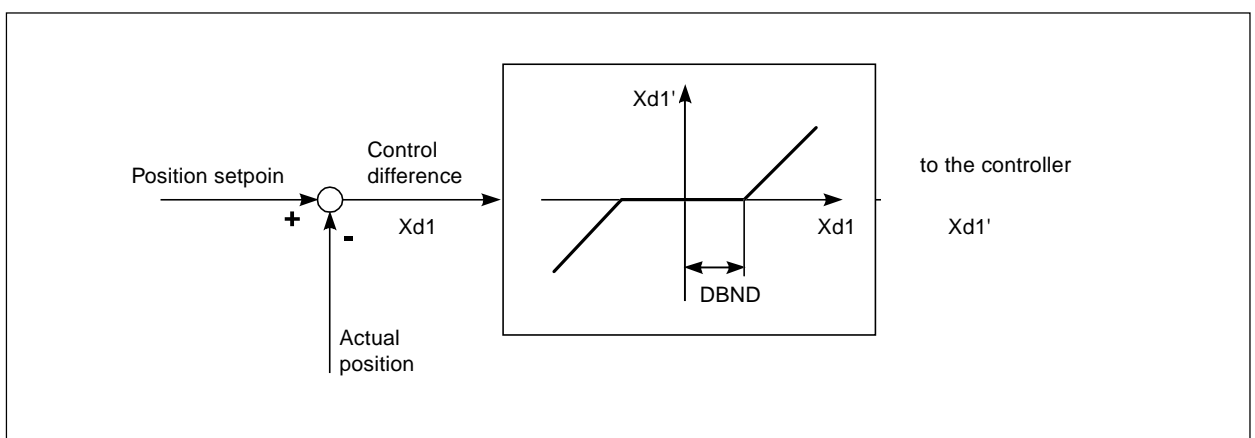 Position setpoin
+
-
Control
difference
Xd1
Actual
position
Xd1'
Xd1
DBND
to the controller
Xd1'